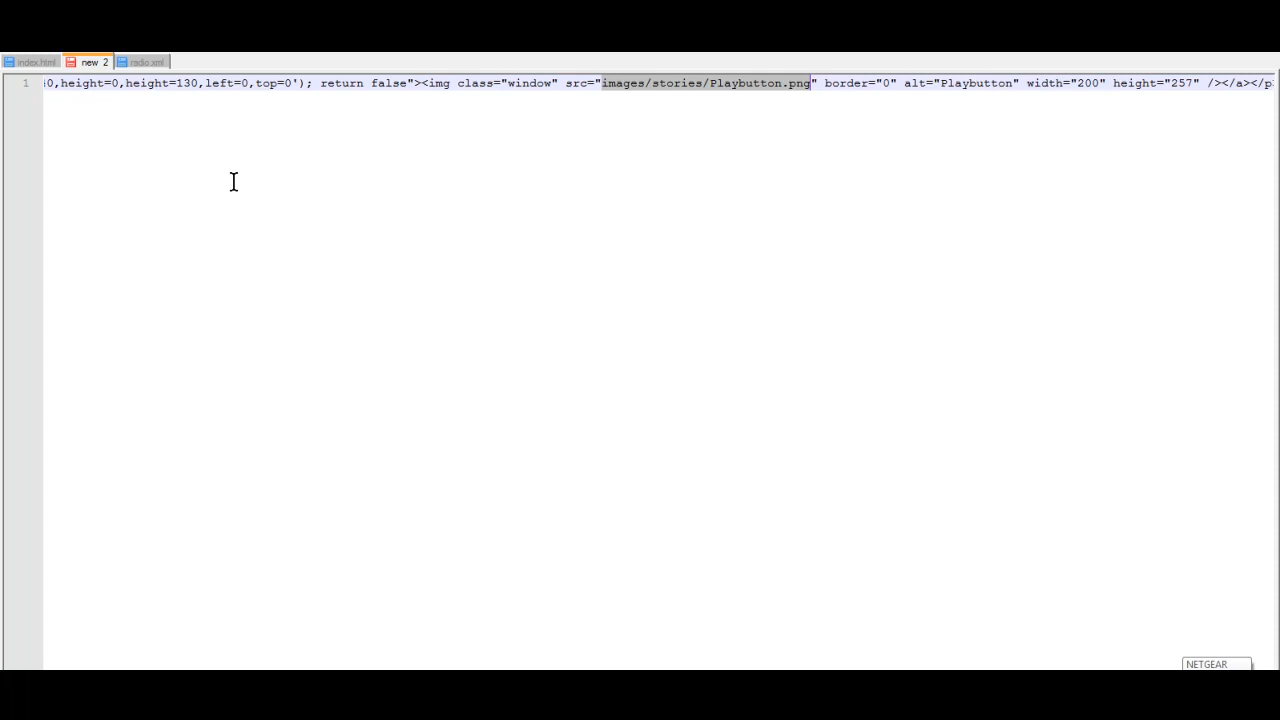 index.html new 2 radio.xml
1 0,height=0,height=130,left=0,top=0'); return false"><img class="window" src="images/stories/Playbutton.png" border="0" alt="Playbutton" width="200" height="257" /></a></p
NETGEAR